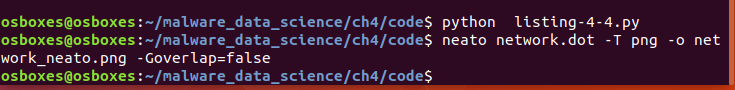 osboxes@osboxes:~/malware_data_science/ch4/code$ python  listing-4-4.py
osboxes@osboxes:~/malware_data_science/ch4/code$ neato network.dot -T png -o net
work_neato.png -Goverlap=false
osboxes@osboxes:~/malware_data_science/ch4/code$